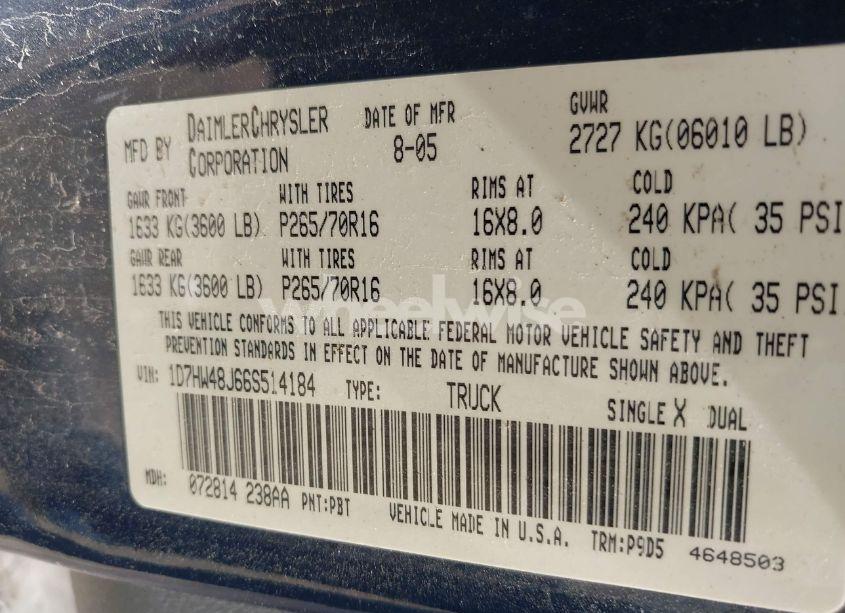 MFD BY DAIMLERCHRYSLER CORPORATION DATE OF MFR 8-05 GVWR 2727 KG(06010 LB)
GAWR FRONT WITH TIRES RIMS AT COLD
1633 KG(3600 LB) P265/70R16 16X8.0 240 KPA( 35 PSI
GAWR REAR WITH TIRES RIMS AT COLD
1633 KG(3600 LB) P265/70R16 16X8.0 240 KPA( 35 PSI
wheelwise
THIS VEHICLE CONFORMS TO ALL APPLICABLE FEDERAL MOTOR VEHICLE SAFETY AND THEFT
PREVENTION STANDARDS IN EFFECT ON THE DATE OF MANUFACTURE SHOWN ABOVE.
VIN: 1D7HW48J66S514184 TYPE: TRUCK SINGLE X DUAL
MDH: 072814 238AA PNT:PBT VEHICLE MADE IN U.S.A. TRM:P9D5 4648503